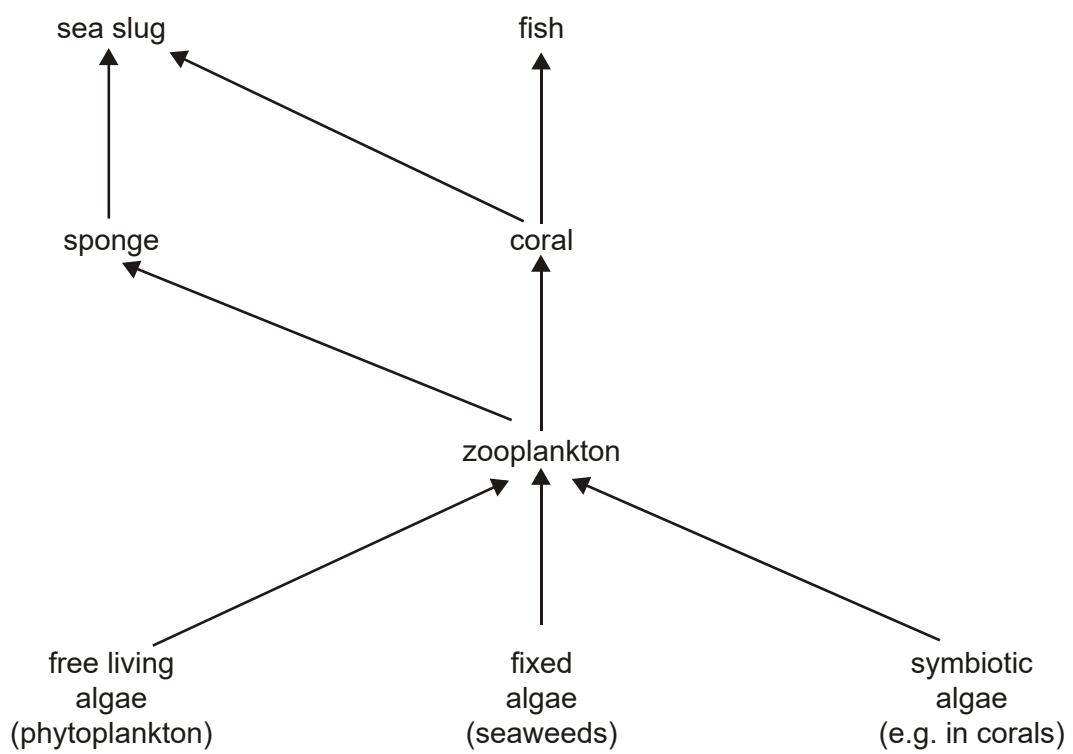 sea slug
fish
sponge
coral
zooplankton
free living
algae
(phytoplankton)
fixed
algae
(seaweeds)
symbiotic
algae
(e.g. in corals)